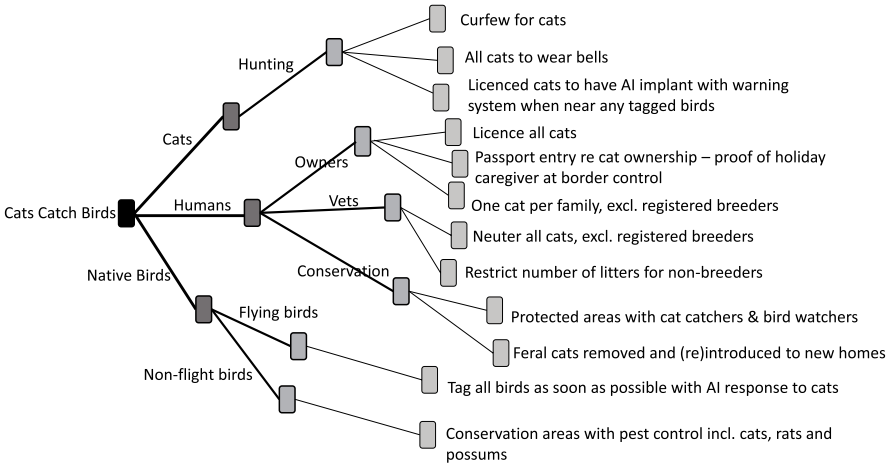 Curfew for cats
Hunting
All cats to wear bells
Licenced cats to have AI implant with warning
system when near any tagged birds
Cats
Licence all cats
Owners
Passport entry re cat ownership – proof of holiday
caregiver at border control
One cat per family, excl. registered breeders
Cats Catch Birds
Humans
Vets
Neuter all cats, excl. registered breeders
Restrict number of litters for non-breeders
Conservation
Native Birds
Protected areas with cat catchers & bird watchers
Flying birds
Feral cats removed and (re)introduced to new homes
Non-flight birds
Tag all birds as soon as possible with AI response to cats
Conservation areas with pest control incl. cats, rats and
possums